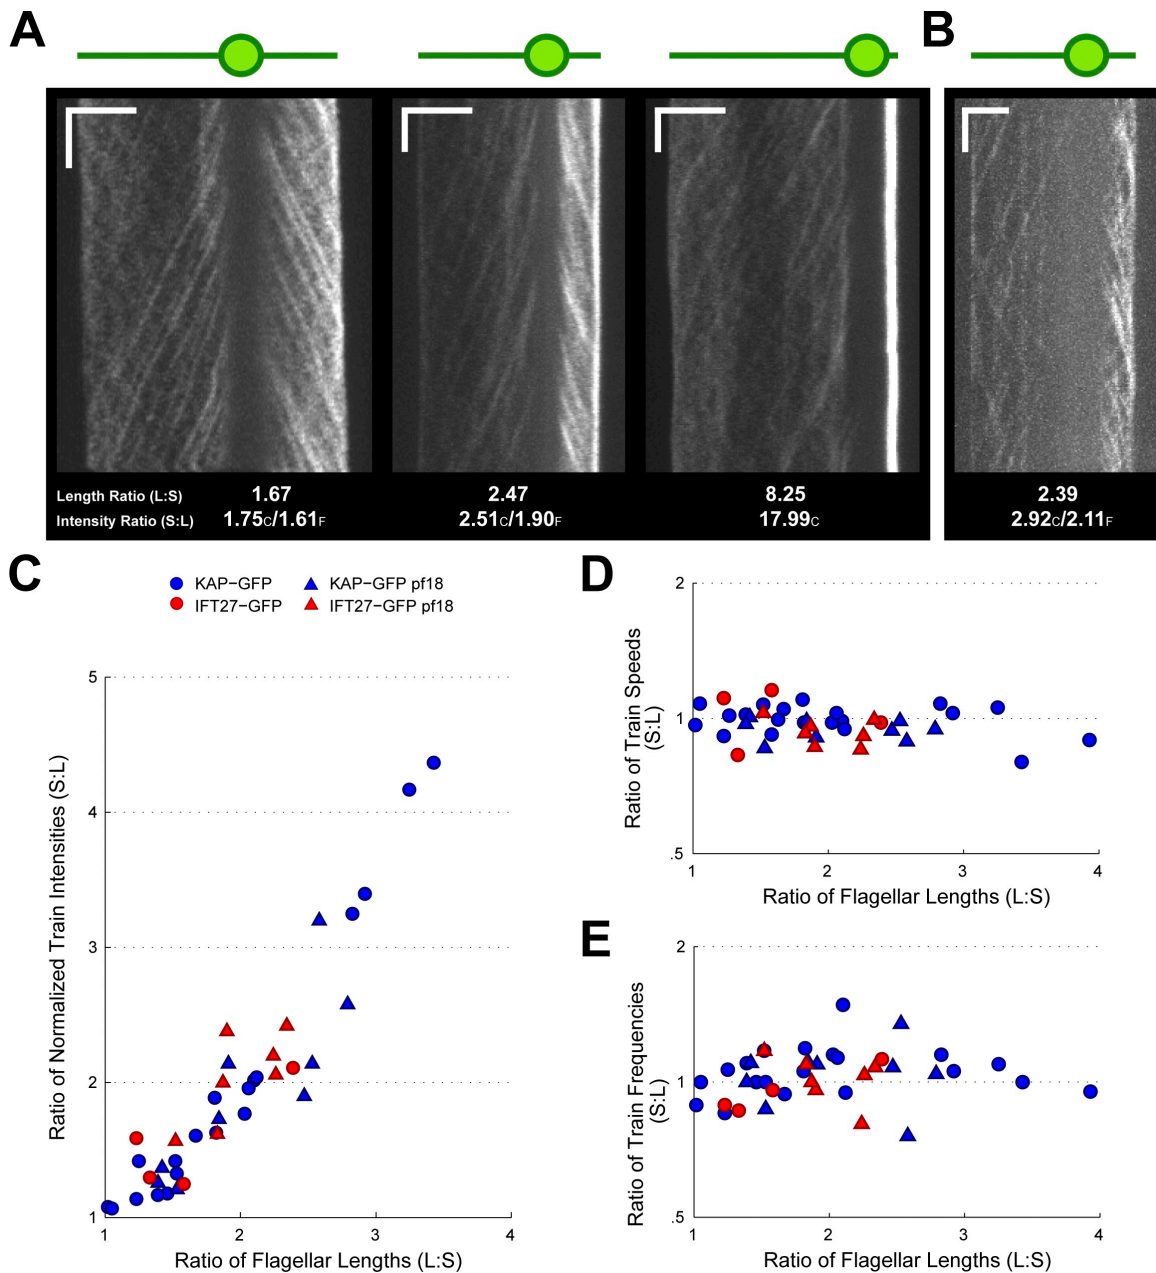 A
B
Length Ratio (L:S) 1.67 2.47 8.25 2.39
Intensity Ratio (S:L) 1.75C/1.61F 2.51C/1.90F 17.99C 2.92C/2.11F
C
KAP−GFP
KAP−GFP pf18
IFT27−GFP
IFT27−GFP pf18
Ratio of Normalized Train Intensities (S:L)
5
4
3
2
1
1 2 3 4
Ratio of Flagellar Lengths (L:S)
D
Ratio of Train Speeds
(S:L)
2
1
.5
1 2 3 4
Ratio of Flagellar Lengths (L:S)
E
Ratio of Train Frequencies
(S:L)
2
1
.5
1 2 3 4
Ratio of Flagellar Lengths (L:S)